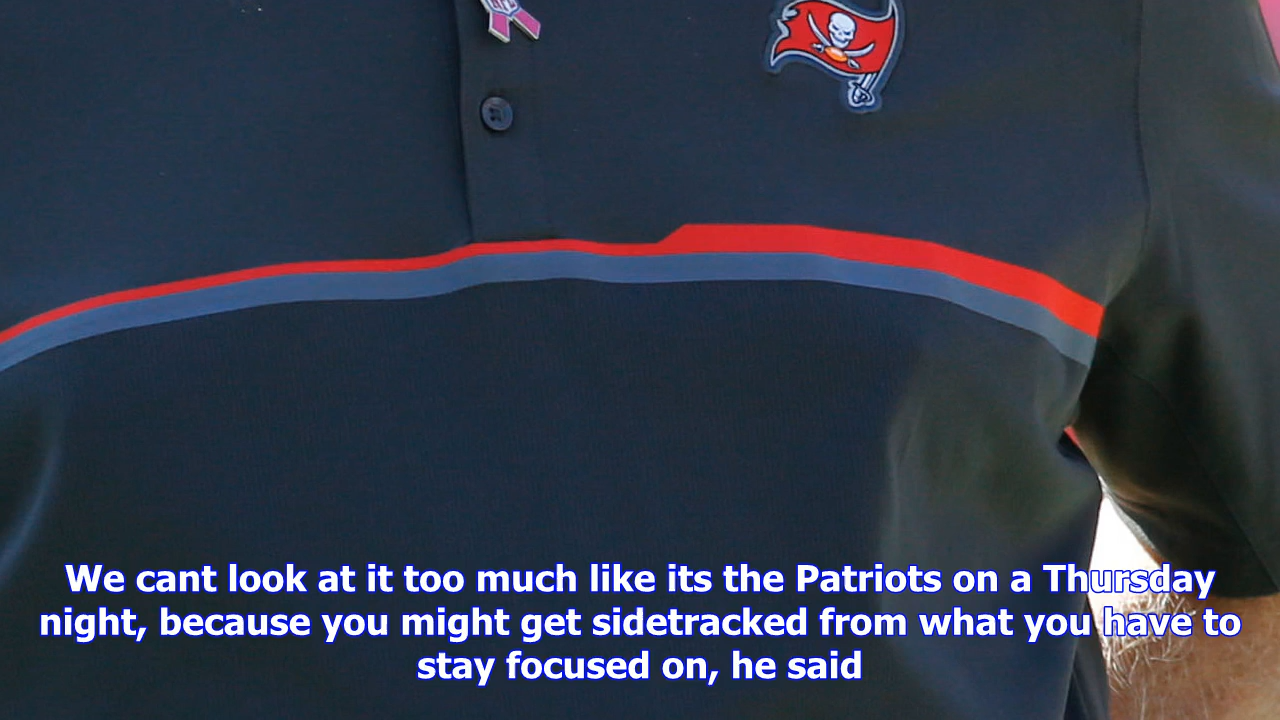 We cant look at it too much like its the Patriots on a Thursday
night, because you might get sidetracked from what you have to
stay focused on, he said